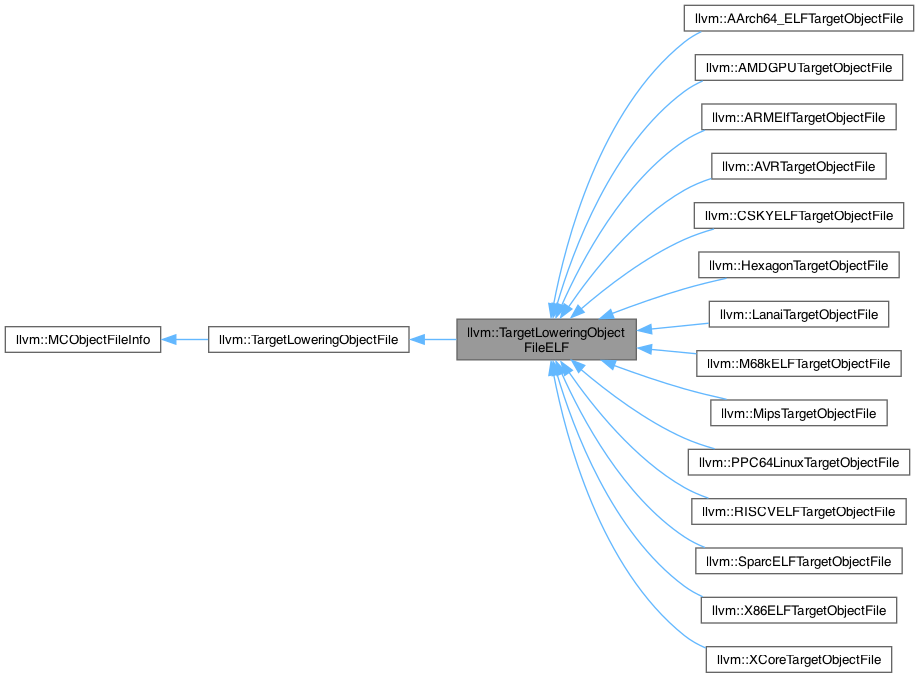 llvm::AArch64_ELFTargetObjectFile
llvm::AMDGPUTargetObjectFile
llvm::ARMElfTargetObjectFile
llvm::AVRTargetObjectFile
llvm::CSKYELFTargetObjectFile
llvm::HexagonTargetObjectFile
llvm::LanaiTargetObjectFile
llvm::MCObjectFileInfo
llvm::TargetLoweringObjectFile
llvm::TargetLoweringObject
FileELF
llvm::M68kELFTargetObjectFile
llvm::MipsTargetObjectFile
llvm::PPC64LinuxTargetObjectFile
llvm::RISCVELFTargetObjectFile
llvm::SparcELFTargetObjectFile
llvm::X86ELFTargetObjectFile
llvm::XCoreTargetObjectFile